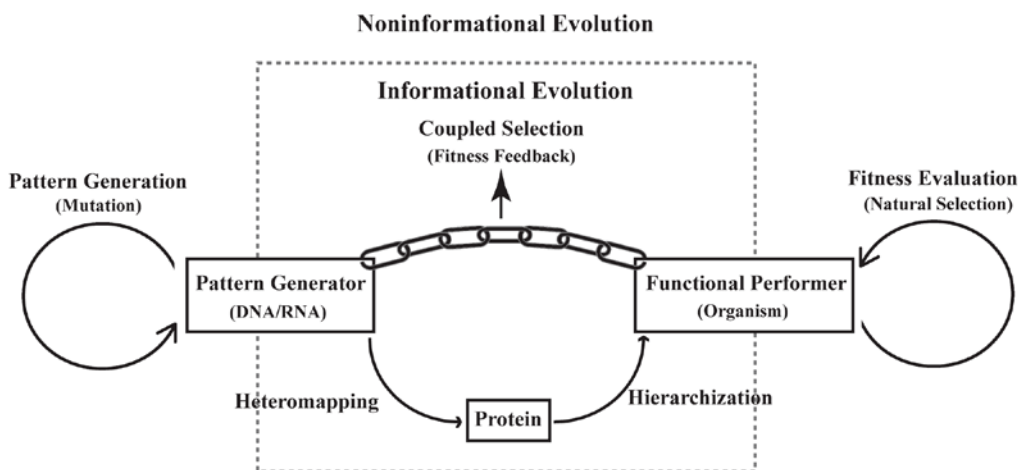 Noninformational Evolution
Informational Evolution
Coupled Selection
(Fitness Feedback)
Pattern Generation
(Mutation)
Fitness Evaluation
(Natural Selection)
Pattern Generator
(DNA/RNA)
Functional Performer
(Organism)
Heteromapping
Protein
Hierarchization